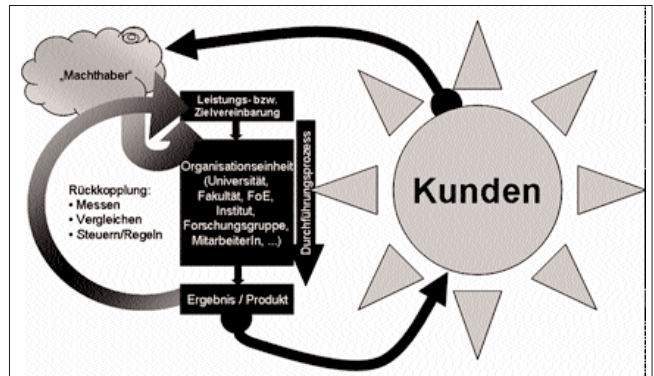 „Machthaber"
Leistungs- bzw.
Zielvereinbarung
Organisationseinheit
(Universität,
Fakultät, FoE,
Institut,
Forschungsgruppe,
MitarbeiterIn, ...)
Durchführungsprozess
Rückkopplung:
• Messen
• Vergleichen
• Steuern/Regeln
Ergebnis / Produkt
Kunden